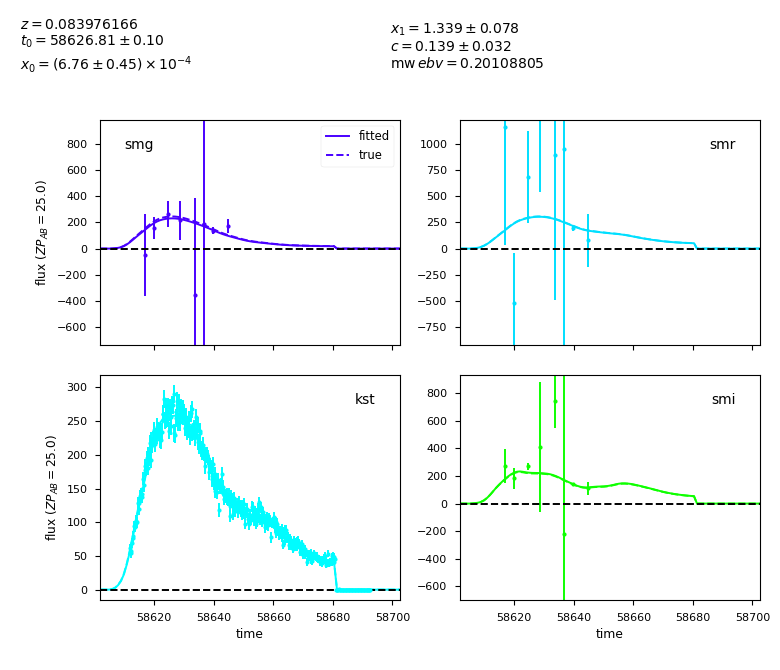 z = 0.083976166
t₀ = 58626.81 ± 0.10
x₀ = (6.76 ± 0.45) × 10⁻⁴
x₁ = 1.339 ± 0.078
c = 0.139 ± 0.032
mw ebv = 0.20108805
smg
fitted
true
800
600
400
200
0
−200
−400
−600
flux (ZP_AB = 25.0)
smr
1000
750
500
250
0
−250
−500
−750
kst
300
250
200
150
100
50
0
flux (ZP_AB = 25.0)
58620 58640 58660 58680 58700
time
smi
800
600
400
200
0
−200
−400
−600
58620 58640 58660 58680 58700
time